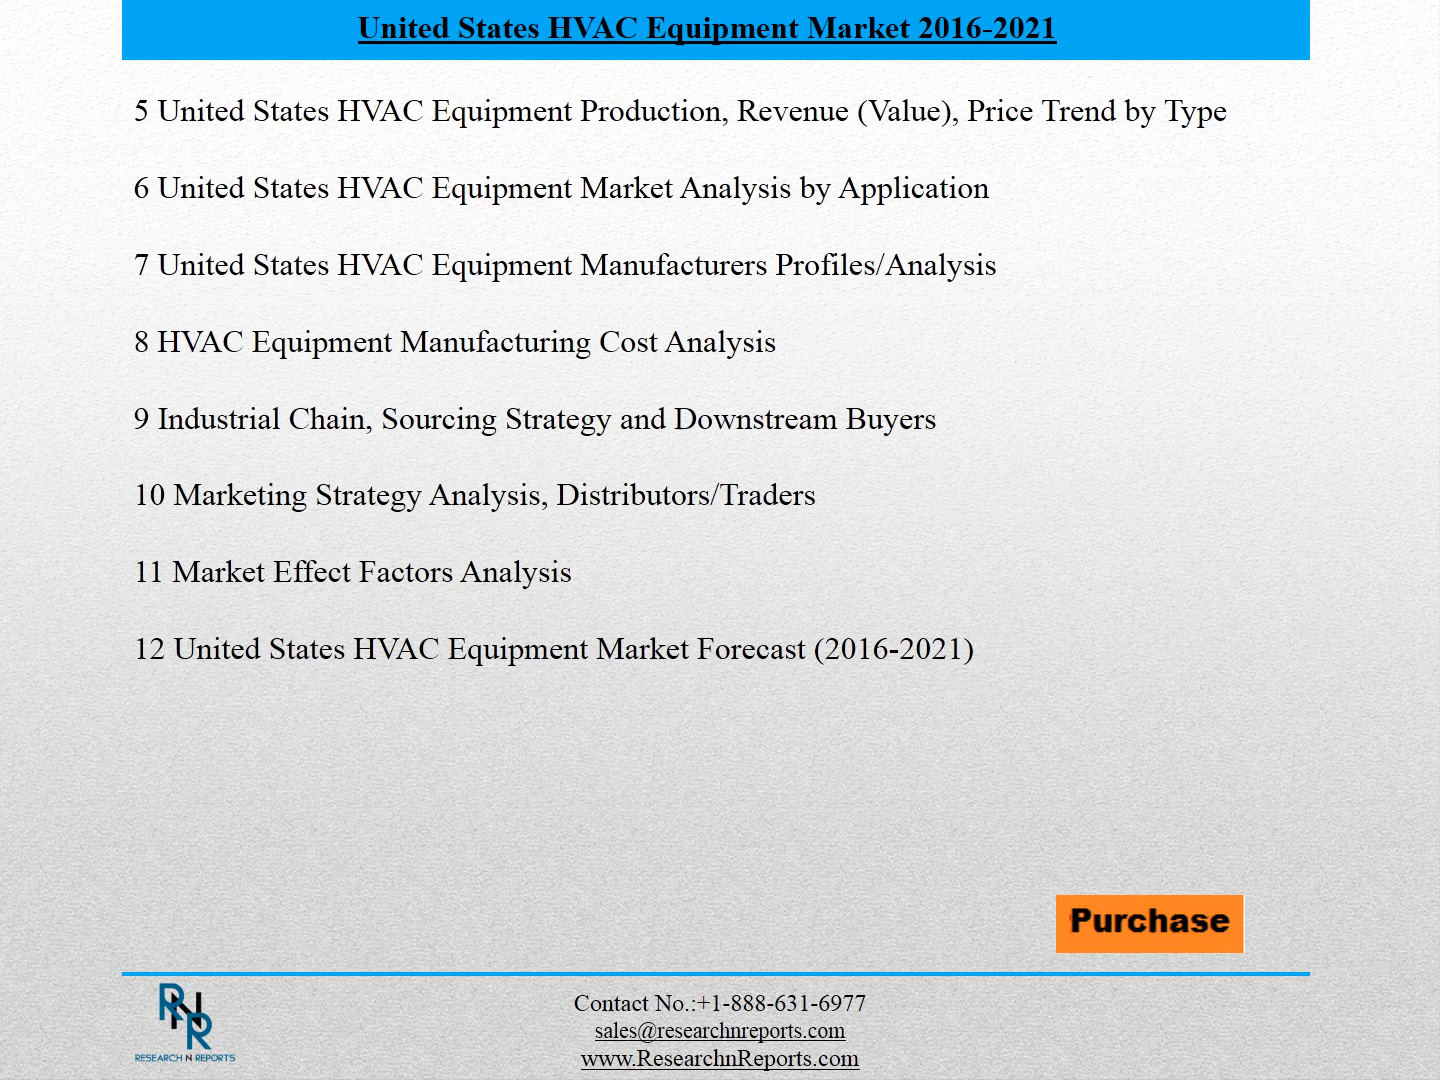 United States HVAC Equipment Market 2016-2021
5 United States HVAC Equipment Production, Revenue (Value), Price Trend by Type
6 United States HVAC Equipment Market Analysis by Application
7 United States HVAC Equipment Manufacturers Profiles/Analysis
8 HVAC Equipment Manufacturing Cost Analysis
9 Industrial Chain, Sourcing Strategy and Downstream Buyers
10 Marketing Strategy Analysis, Distributors/Traders
11 Market Effect Factors Analysis
12 United States HVAC Equipment Market Forecast (2016-2021)
Purchase
RNR
RESEARCH N REPORTS
Contact No.:+1-888-631-6977
sales@researchnreports.com
www.ResearchnReports.com